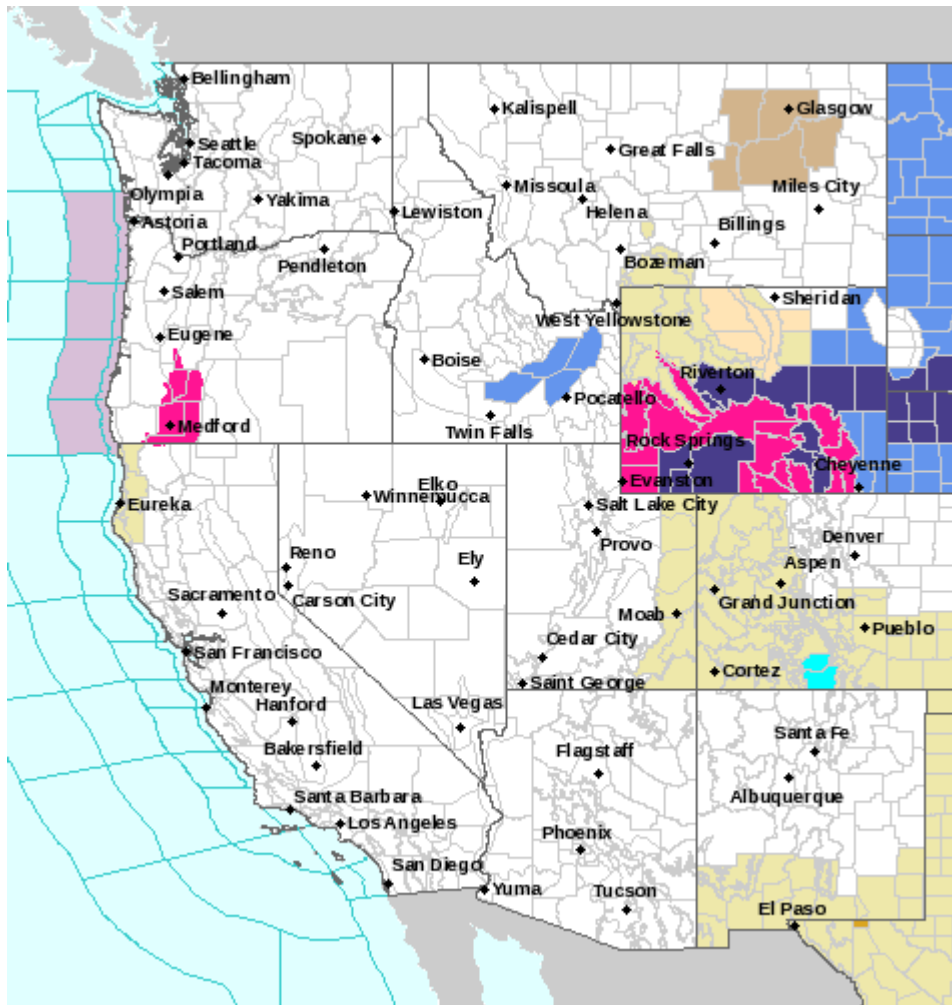 Bellingham
Kalispell
Glasgow
Seattle
Spokane
Great Falls
Tacoma
Olympia
Missoula
Miles City
Yakima
Helena
Lewiston
Astoria
Billings
Portland
Bozeman
Pendleton
Salem
Sheridan
West Yellowstone
Eugene
Boise
Riverton
Pocatello
Medford
Twin Falls
Rock Springs
Cheyenne
Evanston
Elko
Winnemucca
Eureka
Salt Lake City
Provo
Denver
Reno
Ely
Aspen
Sacramento
Carson City
Grand Junction
Moab
Pueblo
Cedar City
San Francisco
Cortez
Saint George
Monterey
Las Vegas
Hanford
Santa Fe
Bakersfield
Flagstaff
Albuquerque
Santa Barbara
Los Angeles
Phoenix
San Diego
Yuma
Tucson
El Paso